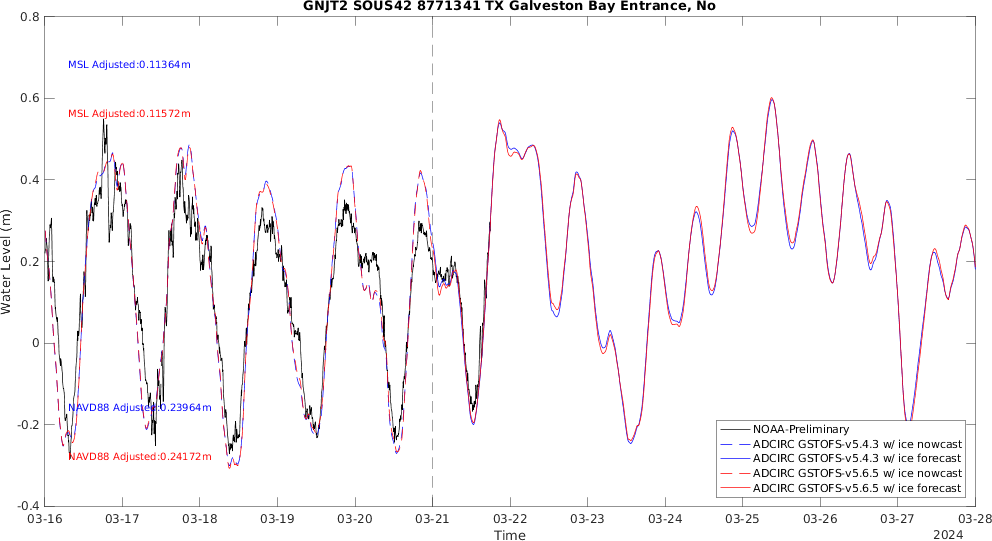 GNJT2 SOUS42 8771341 TX Galveston Bay Entrance, No
Water Level (m)
0.8
0.6
0.4
0.2
0
-0.2
-0.4
MSL Adjusted:0.11364m
MSL Adjusted:0.11572m
NAVD88 Adjusted:0.23964m
NAVD88 Adjusted:0.24172m
NOAA-Preliminary
ADCIRC GSTOFS-v5.4.3 w/ ice nowcast
ADCIRC GSTOFS-v5.4.3 w/ ice forecast
ADCIRC GSTOFS-v5.6.5 w/ ice nowcast
ADCIRC GSTOFS-v5.6.5 w/ ice forecast
03-16 03-17 03-18 03-19 03-20 03-21 03-22 03-23 03-24 03-25 03-26 03-27 03-28
Time
2024